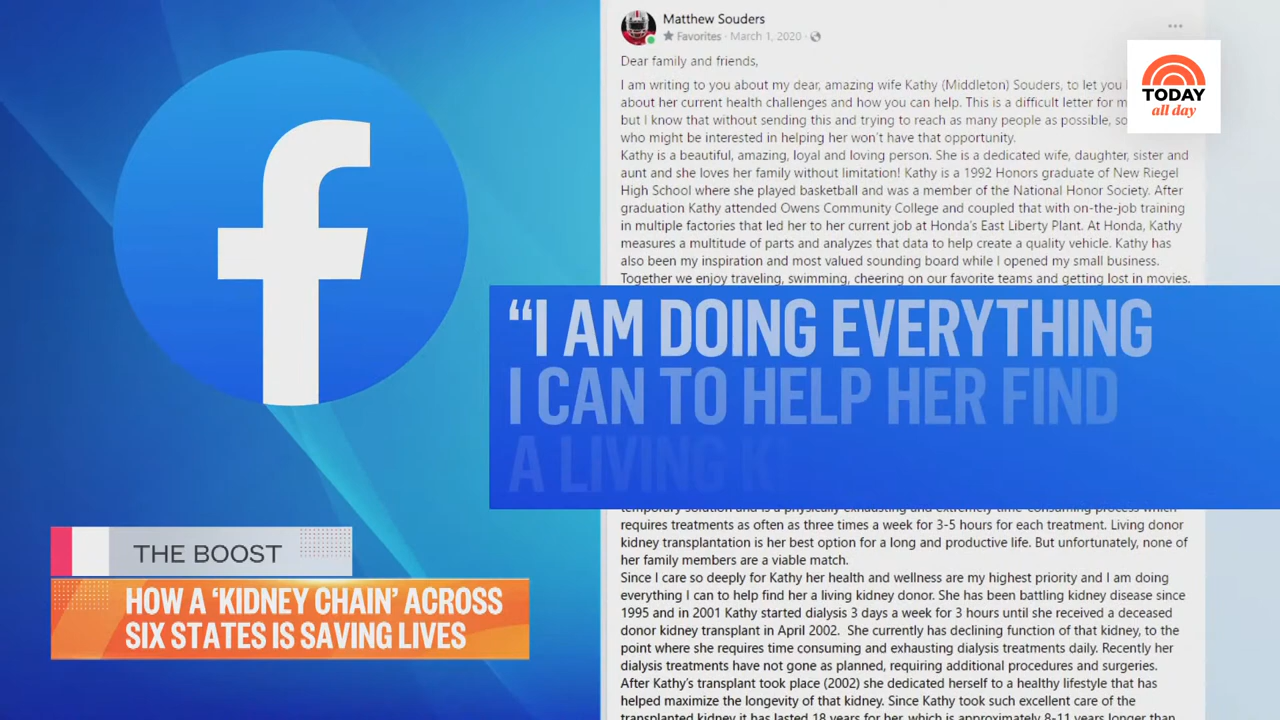 Matthew Souders
Favorites · March 1, 2020 ·
Dear family and friends,
I am writing to you about my dear, amazing wife Kathy (Middleton) Souders, to let you
about her current health challenges and how you can help. This is a difficult letter for m
but I know that without sending this and trying to reach as many people as possible, so
who might be interested in helping her won't have that opportunity.
Kathy is a beautiful, amazing, loyal and loving person. She is a dedicated wife, daughter, sister and
aunt and she loves her family without limitation! Kathy is a 1992 Honors graduate of New Riegel
High School where she played basketball and was a member of the National Honor Society. After
graduation Kathy attended Owens Community College and coupled that with on-the-job training
in multiple factories that led her to her current job at Honda's East Liberty Plant. At Honda, Kathy
measures a multitude of parts and analyzes that data to help create a quality vehicle. Kathy has
also been my inspiration and most valued sounding board while I opened my small business.
Together we enjoy traveling, swimming, cheering on our favorite teams and getting lost in movies.
TODAY
all day
"I AM DOING EVERYTHING
I CAN TO HELP HER FIND
A LIVING K
temporary solution and is a physically exhausting and extremely time-consuming process which
requires treatments as often as three times a week for 3-5 hours for each treatment. Living donor
kidney transplantation is her best option for a long and productive life. But unfortunately, none of
her family members are a viable match.
Since I care so deeply for Kathy her health and wellness are my highest priority and I am doing
everything I can to help find her a living kidney donor. She has been battling kidney disease since
1995 and in 2001 Kathy started dialysis 3 days a week for 3 hours until she received a deceased
donor kidney transplant in April 2002. She currently has declining function of that kidney, to the
point where she requires time consuming and exhausting dialysis treatments daily. Recently her
dialysis treatments have not gone as planned, requiring additional procedures and surgeries.
After Kathy's transplant took place (2002) she dedicated herself to a healthy lifestyle that has
helped maximize the longevity of that kidney. Since Kathy took such excellent care of the
transplanted kidney it has lasted 18 years for her, which is approximately 8-11 years longer than
THE BOOST
HOW A 'KIDNEY CHAIN' ACROSS
SIX STATES IS SAVING LIVES